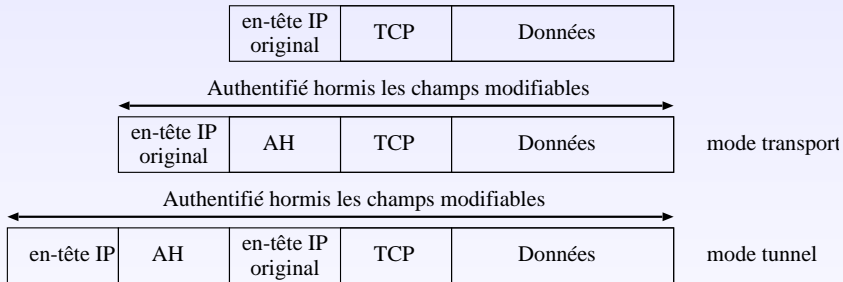 en-tête IP original TCP Données
Authentifié hormis les champs modifiables
en-tête IP original AH TCP Données mode transport
Authentifié hormis les champs modifiables
en-tête IP AH en-tête IP original TCP Données mode tunnel